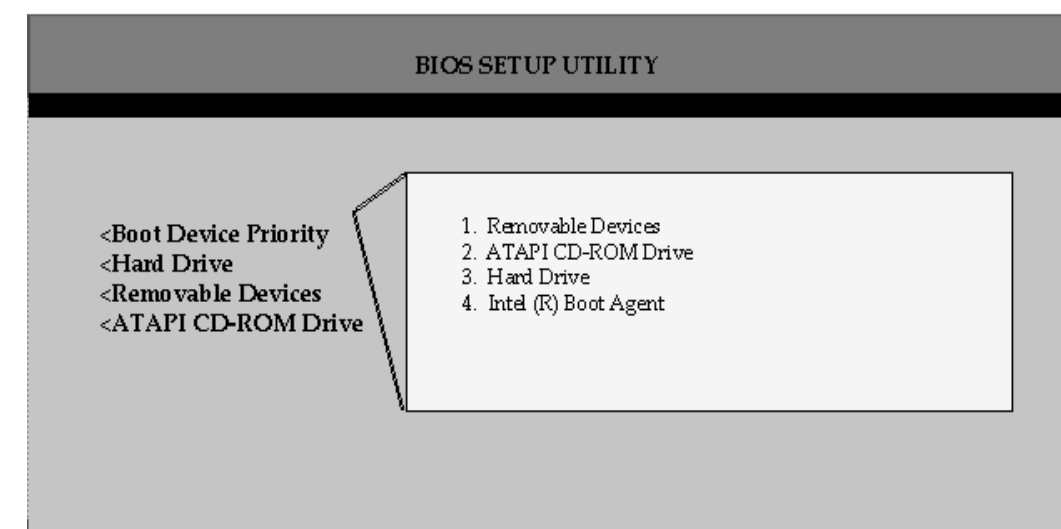 BIOS SETUP UTILITY
<Boot Device Priority
<Hard Drive
<Removable Devices
<ATAPI CD-ROM Drive
1. Removable Devices
2. ATAPI CD-ROM Drive
3. Hard Drive
4. Intel (R) Boot Agent